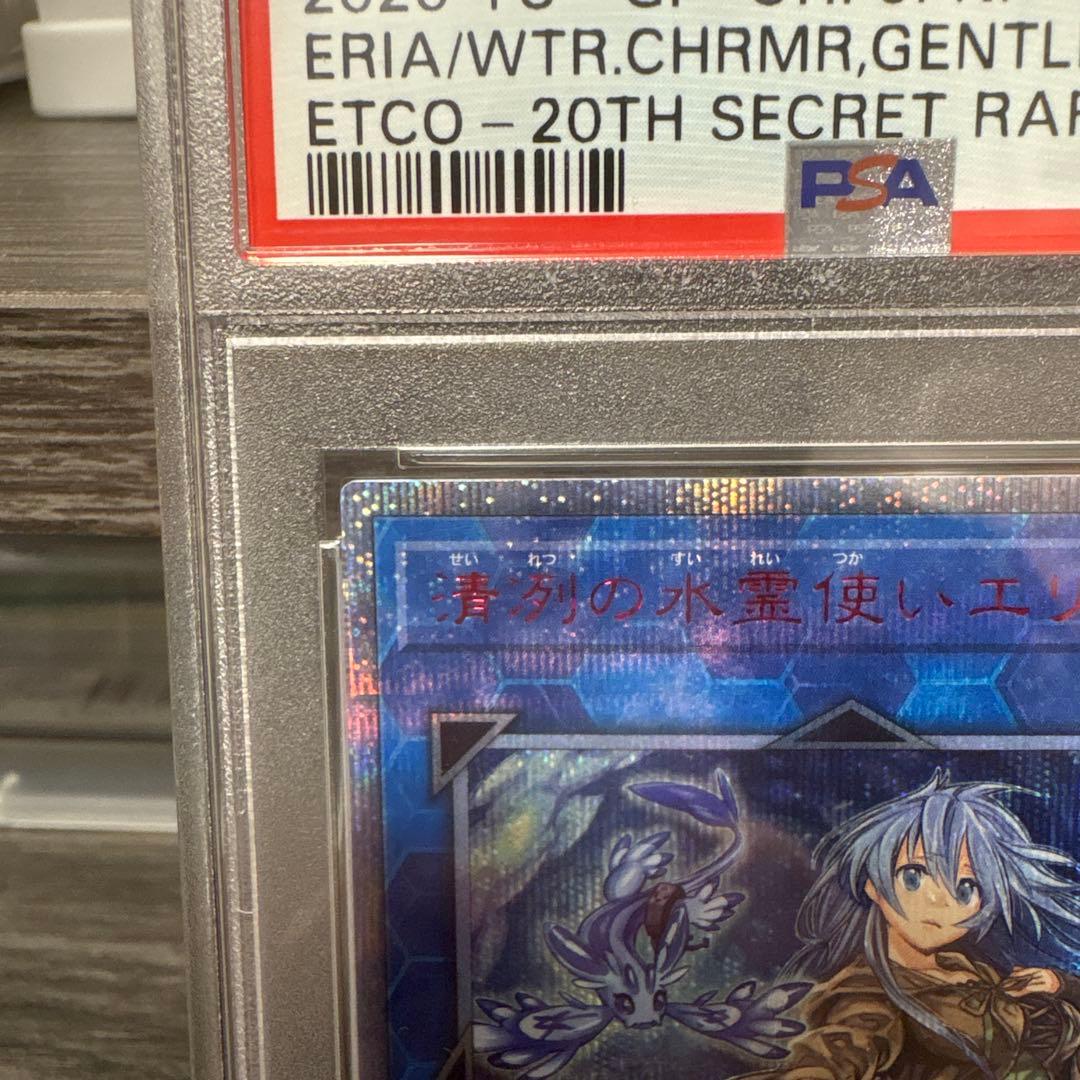 ERIA/WTR.CHRMR,GENTL
ETCO – 20TH SECRET RAR
PSA
せい れつ すい れい つか
清冽の水霊使いエリ